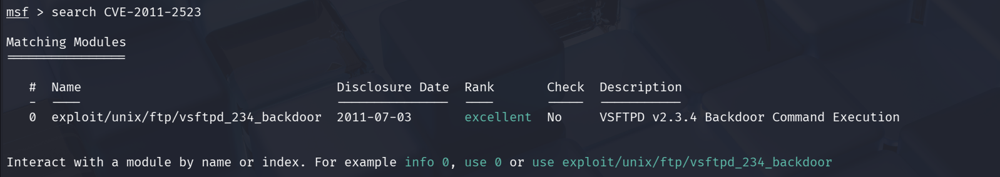 msf > search CVE-2011-2523
Matching Modules
================
#  Name                                  Disclosure Date  Rank       Check  Description
-  ----                                  ---------------  ----       -----  -----------
0  exploit/unix/ftp/vsftpd_234_backdoor  2011-07-03       excellent  No     VSFTPD v2.3.4 Backdoor Command Execution
Interact with a module by name or index. For example info 0, use 0 or use exploit/unix/ftp/vsftpd_234_backdoor